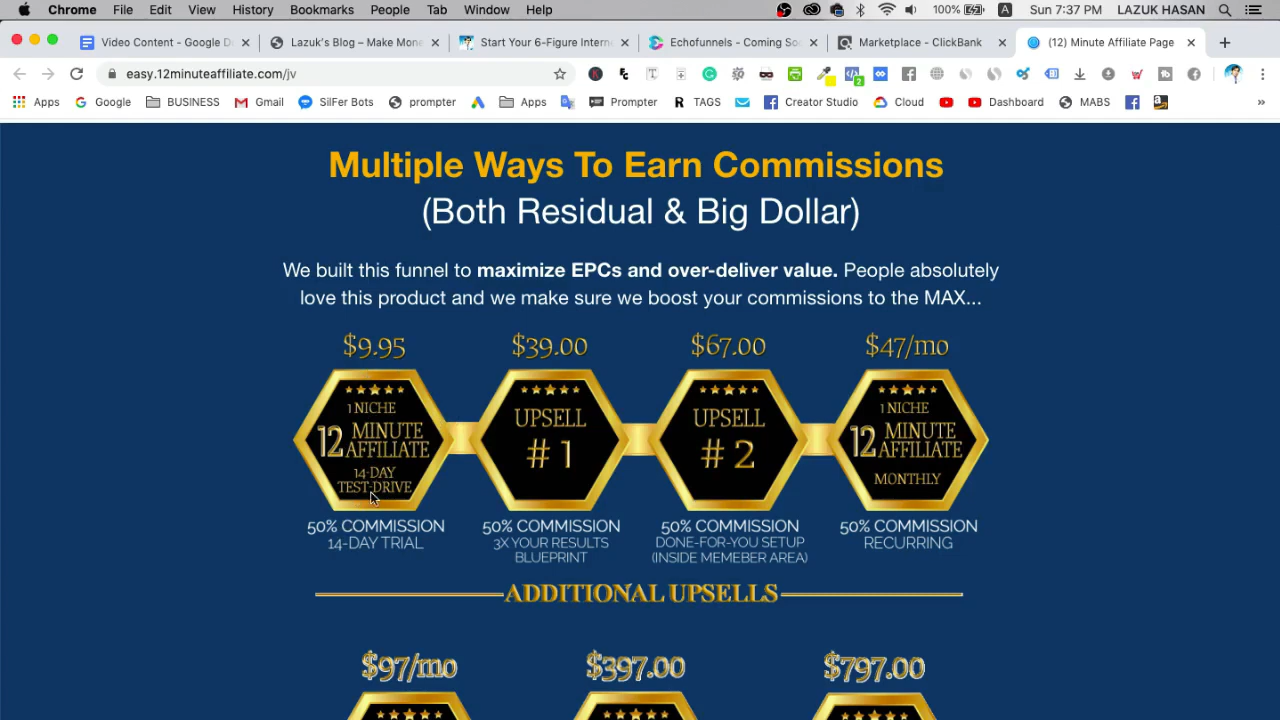 Chrome File Edit View History Bookmarks People Tab Window Help 100% A Sun 7:37 PM LAZUK HASAN
Video Content - Google D Lazuk's Blog – Make Mone Start Your 6-Figure Intern Echofunnels - Coming So Marketplace - ClickBank (12) Minute Affiliate Page
easy.12minuteaffiliate.com/jv
Apps Google BUSINESS Gmail SilFer Bots prompter Apps Prompter R TAGS Creator Studio Cloud Dashboard MABS
Multiple Ways To Earn Commissions
(Both Residual & Big Dollar)
We built this funnel to maximize EPCs and over-deliver value. People absolutely
love this product and we make sure we boost your commissions to the MAX...
$9.95 $39.00 $67.00 $47/mo
1 NICHE
12 MINUTE
AFFILIATE
14-DAY
TEST-DRIVE
UPSELL
# 1
UPSELL
# 2
1 NICHE
12 MINUTE
AFFILIATE
MONTHLY
50% COMMISSION
14-DAY TRIAL
50% COMMISSION
3X YOUR RESULTS
BLUEPRINT
50% COMMISSION
DONE-FOR-YOU SETUP
(INSIDE MEMEBER AREA)
50% COMMISSION
RECURRING
ADDITIONAL UPSELLS
$97/mo $397.00 $797.00